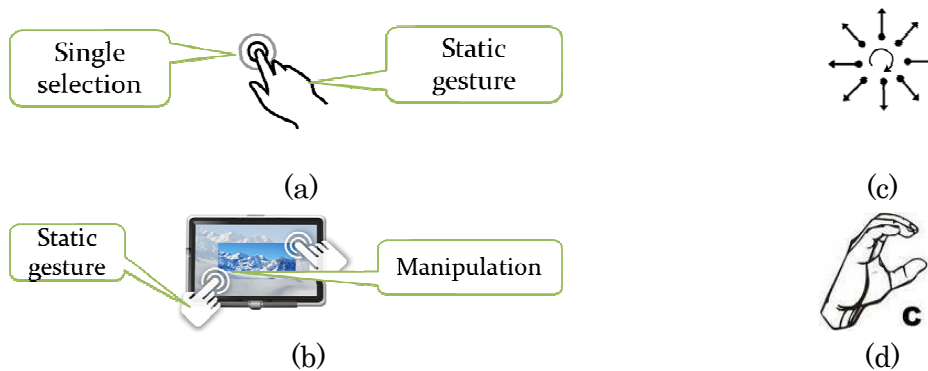 Single
selection
Static
gesture
(a)
(c)
Static
gesture
Manipulation
C
(b)
(d)